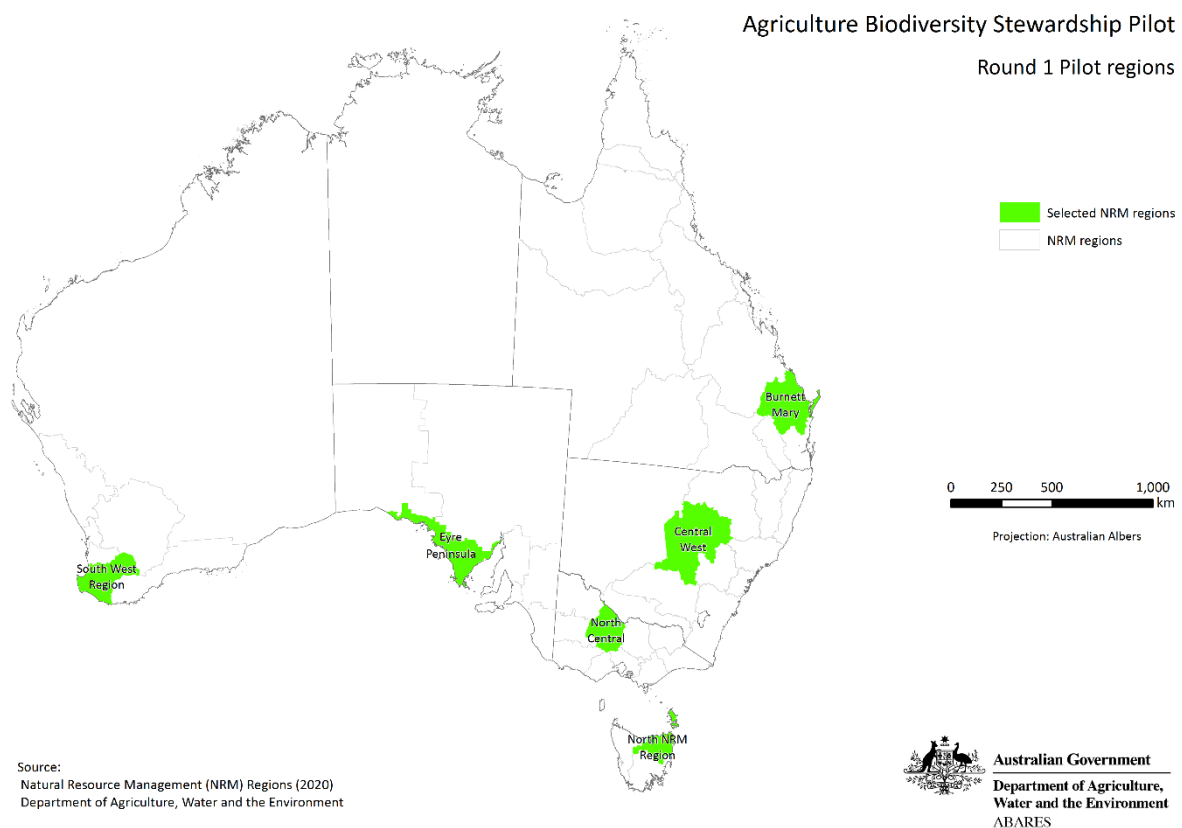 Agriculture Biodiversity Stewardship Pilot
Round 1 Pilot regions
Selected NRM regions
NRM regions
Burnett
Mary
0 250 500 1,000
km
Projection: Australian Albers
Central
West
Eyre
Peninsula
South West
Region
North
Central
North NRM
Region
Source:
Natural Resource Management (NRM) Regions (2020)
Department of Agriculture, Water and the Environment
Australian Government
Department of Agriculture,
Water and the Environment
ABARES